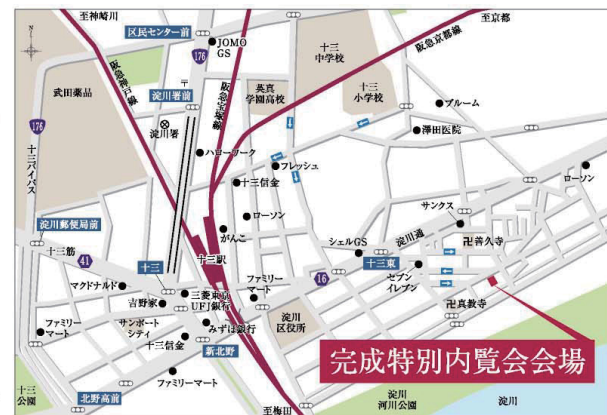 至神崎川
区民センター前
176
JOMO
GS
阪急宝塚線
阪急神戸線
至京都
阪急京都線
十三
中学校
十三
小学校
英真
学園高校
武田薬品
〒
淀川署前
淀川署
176
十三バイパス
ハローワーク
フレッシュ
ブルーム
澤田医院
十三信金
ローソン
がんこ
ローソン
サンクス
淀川通
卍善久寺
淀川郵便局前
十三筋
41
十三
十三駅
シェルGS
十三東
セブン
イレブン
16
ファミリー
マート
マクドナルド
吉野家
三菱東京
UFJ銀行
みずほ銀行
淀川
区役所
卍真教寺
ファミリー
マート
サンポート
シティ
十三信金
新北野
完成特別内覧会会場
ファミリーマート
北野高前
十三
公園
至梅田
淀川
河川公園
淀川